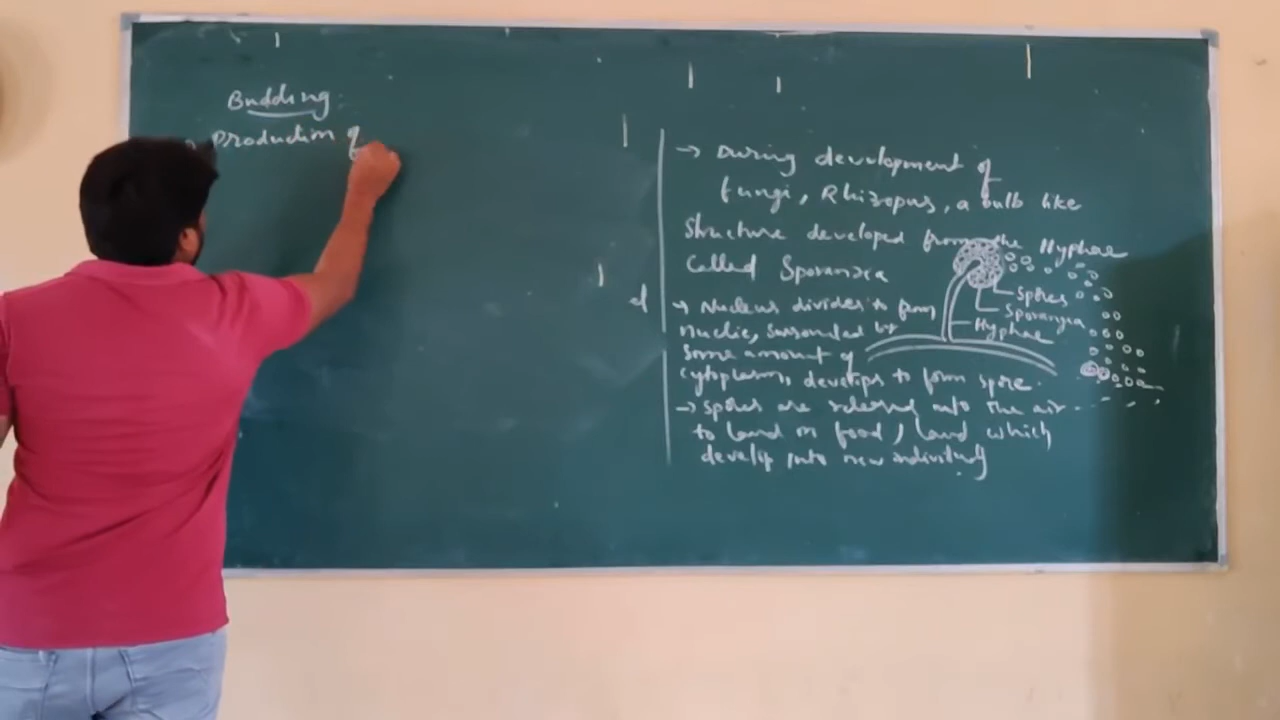 Budding:
Production of
→ During development of
fungi, Rhizopus, a bulb like
structure developed from the Hyphae
Called Sporangia
→ Nucleus divides to form
nuclie, surrounded by
some amount of
cytoplasm, develops to form spore.
→ Spores are released into the air
to land on food, land which
develop into new individual
Spores
Sporangia
Hyphae